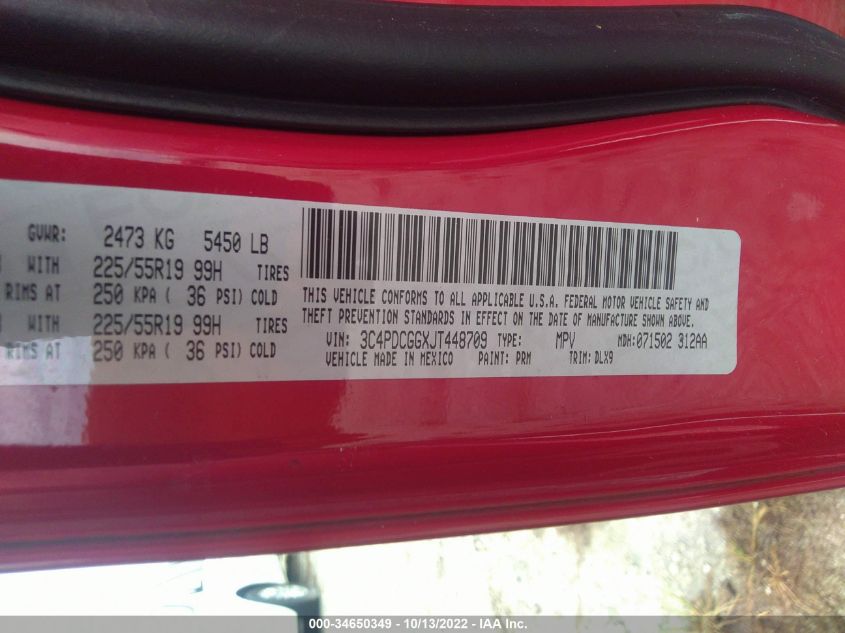 GVWR: 2473 KG 5450 LB
WITH 225/55R19 99H TIRES
RIMS AT 250 KPA ( 36 PSI) COLD
WITH 225/55R19 99H TIRES
RIMS AT 250 KPA ( 36 PSI) COLD
THIS VEHICLE CONFORMS TO ALL APPLICABLE U.S.A. FEDERAL MOTOR VEHICLE SAFETY AND
THEFT PREVENTION STANDARDS IN EFFECT ON THE DATE OF MANUFACTURE SHOWN ABOVE.
VIN: 3C4PDCGGXJT448709 TYPE: MPV MDH: 071502 312AA
VEHICLE MADE IN MEXICO PAINT: PRM TRIM: DLX9
000-34650349 - 10/13/2022 - IAA Inc.